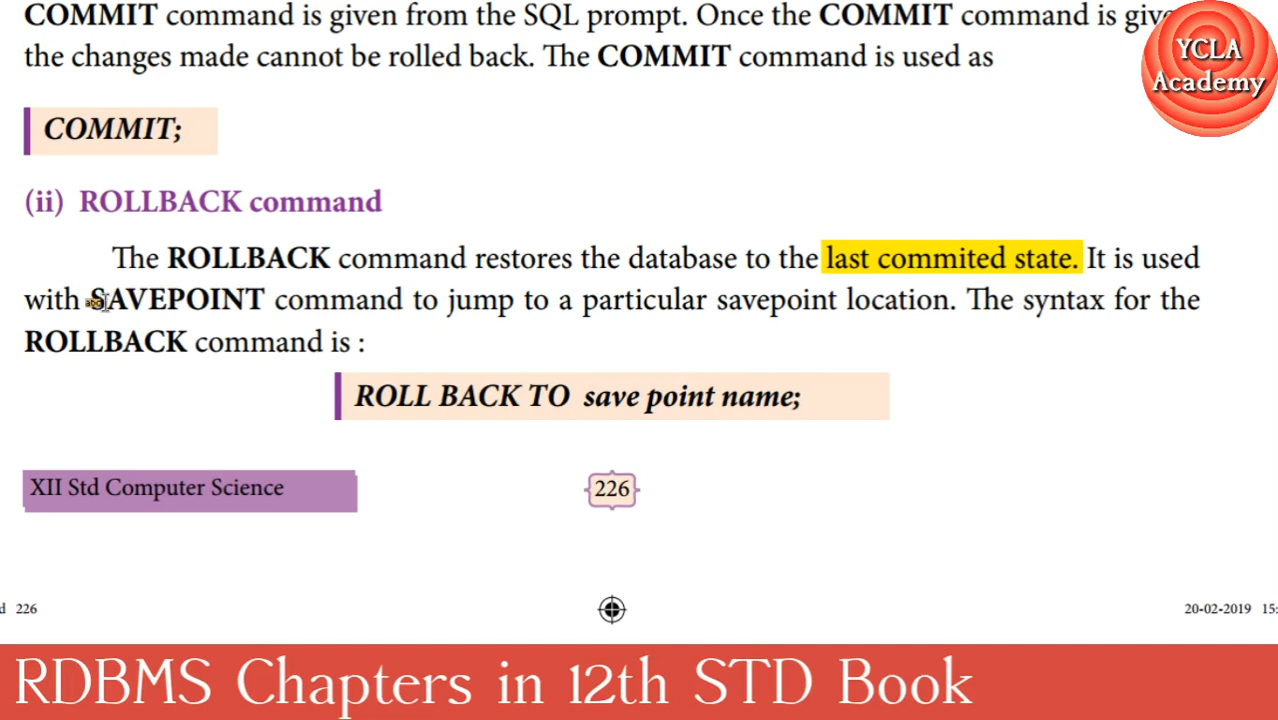 COMMIT command is given from the SQL prompt. Once the COMMIT command is give
the changes made cannot be rolled back. The COMMIT command is used as
YCLA
Academy
COMMIT;
(ii) ROLLBACK command
The ROLLBACK command restores the database to the last commited state. It is used
with SAVEPOINT command to jump to a particular savepoint location. The syntax for the
ROLLBACK command is :
ROLL BACK TO save point name;
XII Std Computer Science
226
d 226
20-02-2019 15:
RDBMS Chapters in 12th STD Book